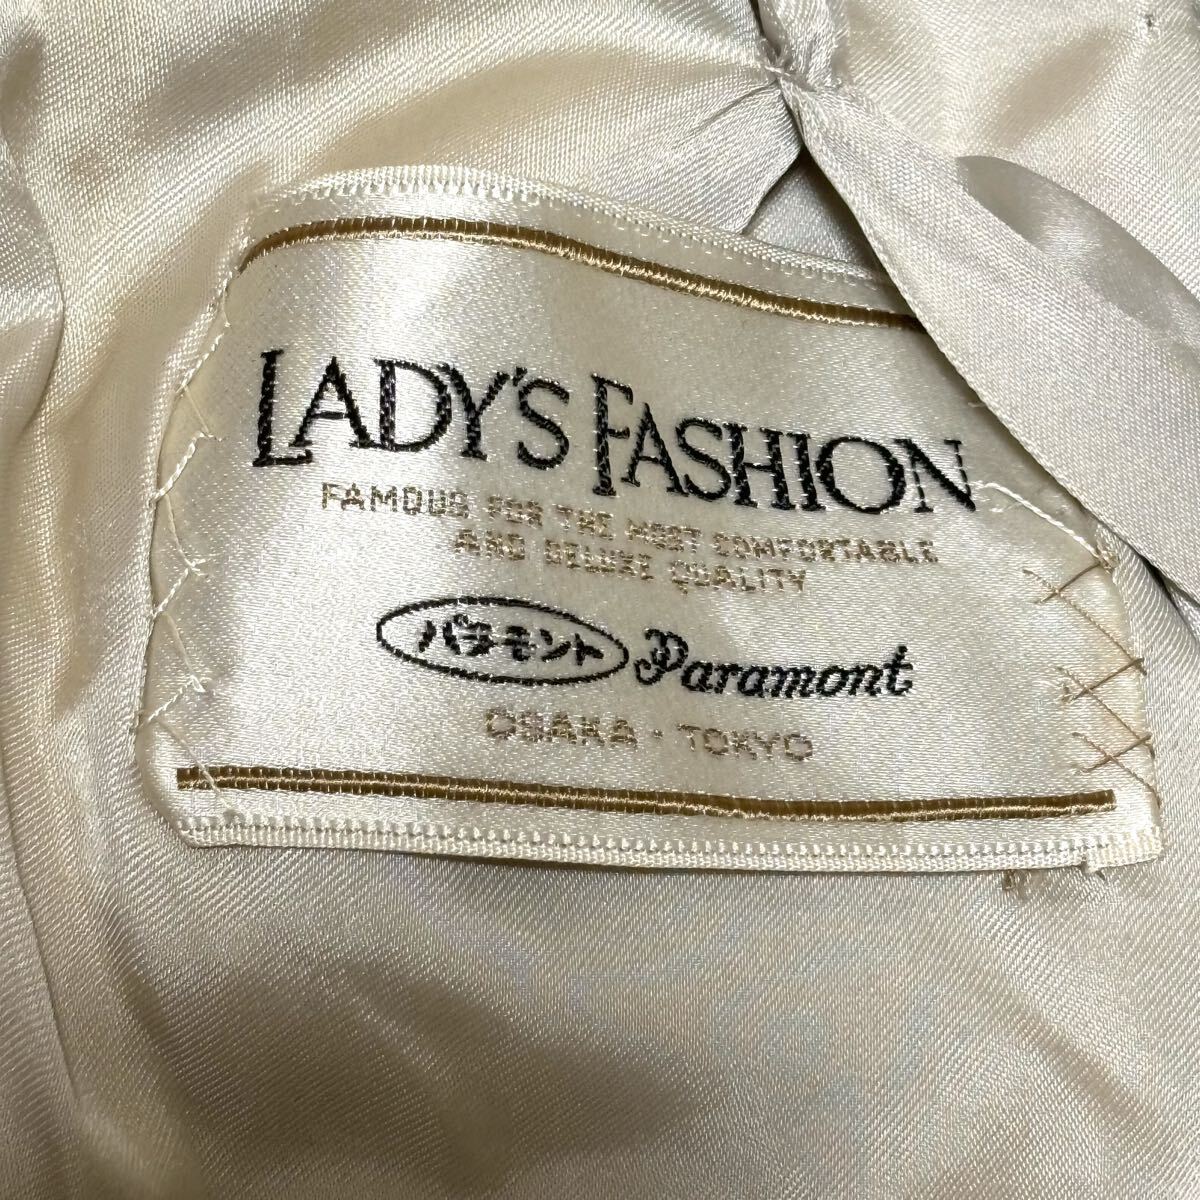 LADY'S FASHION
FAMOUS FOR THE MOST COMFORTABLE
AND DELUXE QUALITY
パラモント Paramont
OSAKA・TOKYO